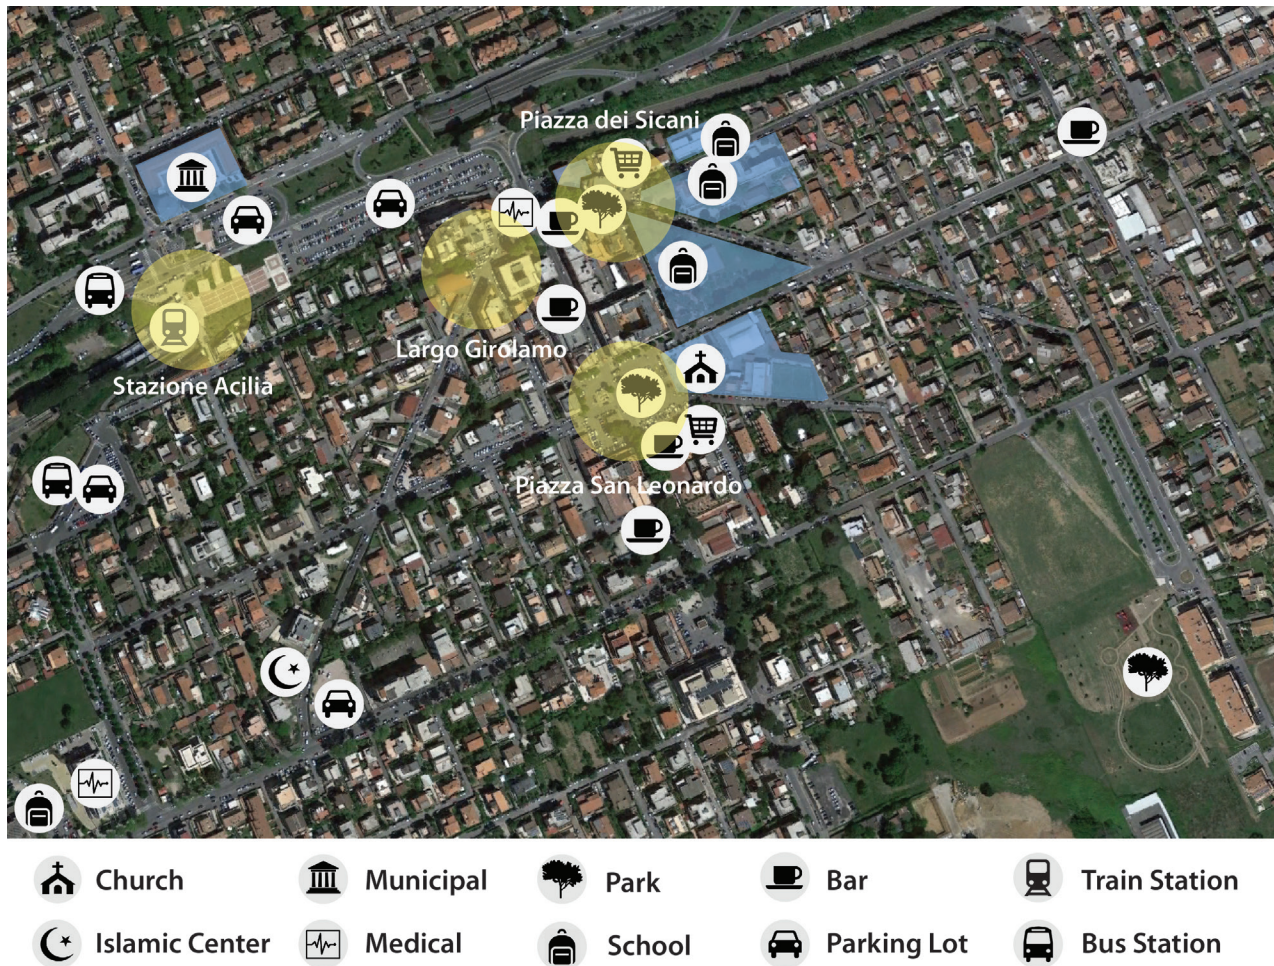 Piazza dei Sicani
Largo Girolamo
Stazione Acilia
Piazza San Leonardo
Church
Municipal
Park
Bar
Train Station
Islamic Center
Medical
School
Parking Lot
Bus Station